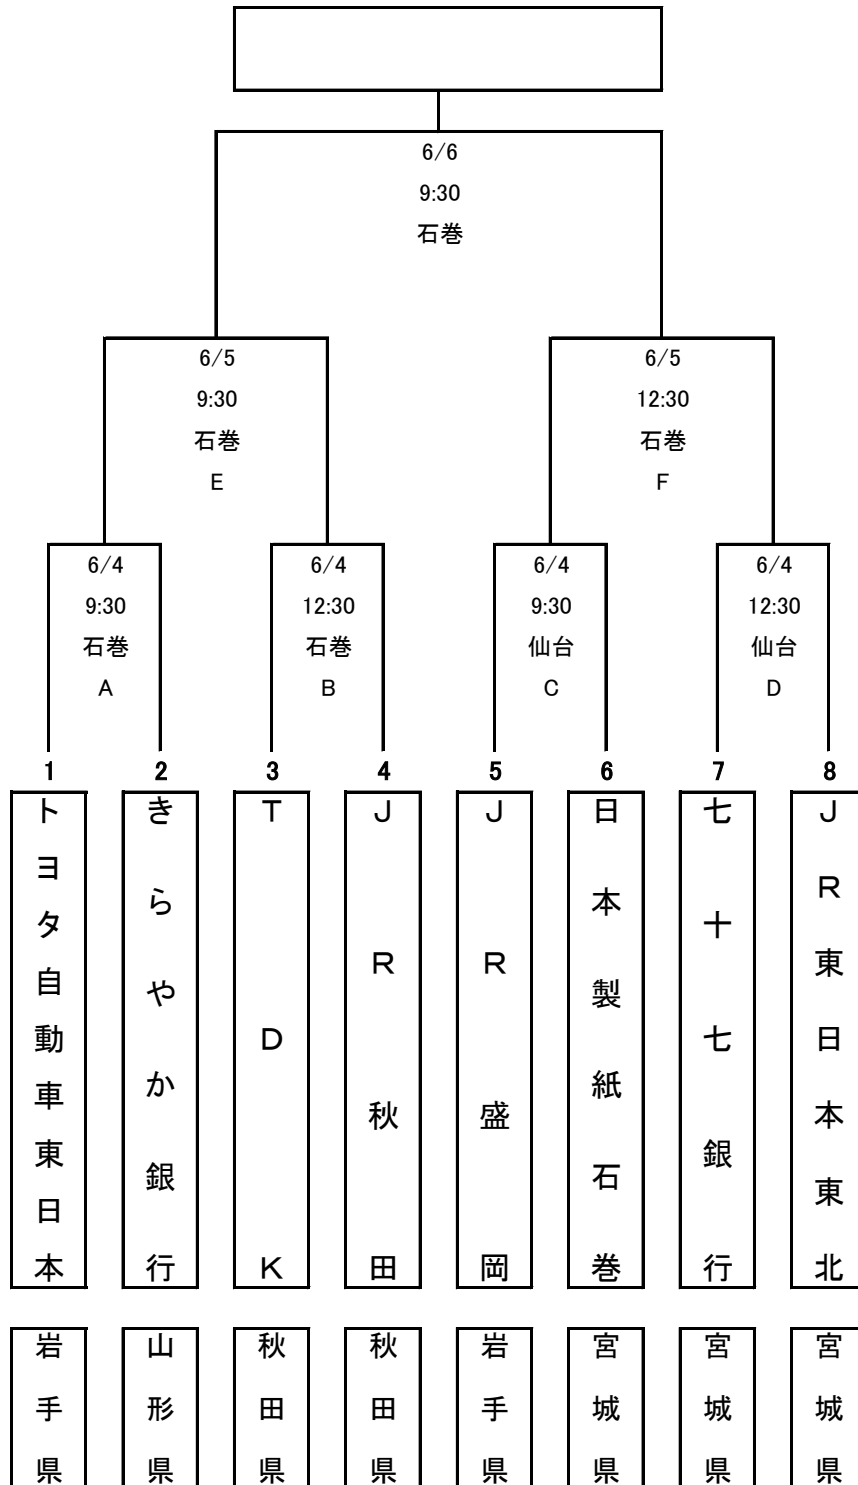 6/6
9:30
石巻
6/5
9:30
石巻
E
6/5
12:30
石巻
F
6/4
9:30
石巻
A
6/4
12:30
石巻
B
6/4
9:30
仙台
C
6/4
12:30
仙台
D
1
2
3
4
5
6
7
8
トヨタ自動車東日本
きらやか銀行
TDK
JR秋田
JR盛岡
日本製紙石巻
七十七銀行
JR東日本東北
岩手県
山形県
秋田県
秋田県
岩手県
宮城県
宮城県
宮城県